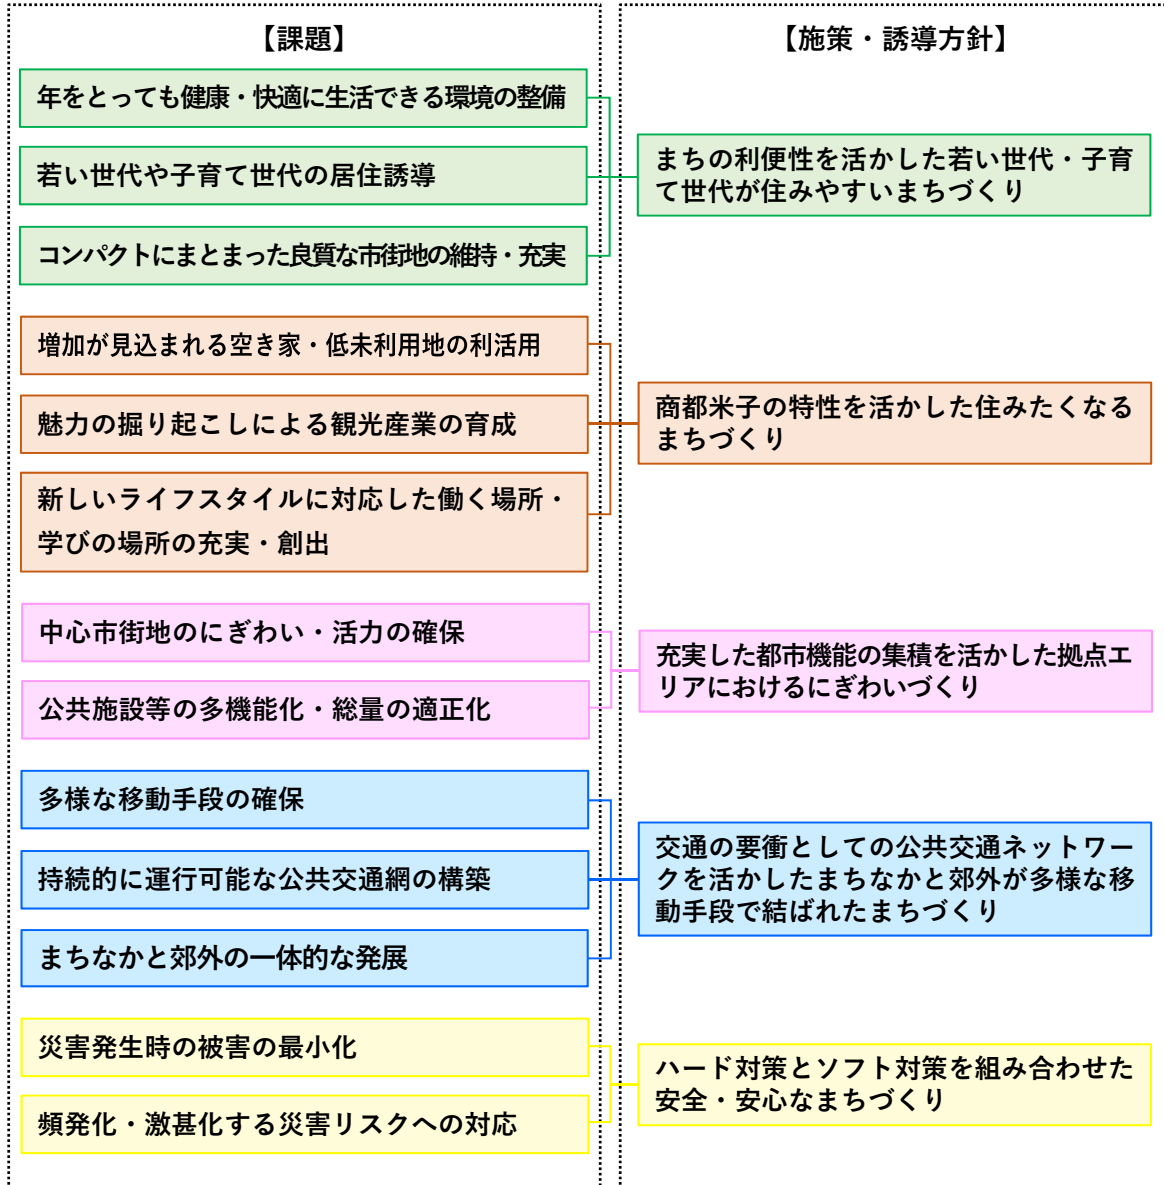 【課題】
年をとっても健康・快適に生活できる環境の整備
若い世代や子育て世代の居住誘導
コンパクトにまとまった良質な市街地の維持・充実
増加が見込まれる空き家・低未利用地の利活用
魅力の掘り起こしによる観光産業の育成
新しいライフスタイルに対応した働く場所・
学びの場所の充実・創出
中心市街地のにぎわい・活力の確保
公共施設等の多機能化・総量の適正化
多様な移動手段の確保
持続的に運行可能な公共交通網の構築
まちなかと郊外の一体的な発展
災害発生時の被害の最小化
頻発化・激甚化する災害リスクへの対応
【施策・誘導方針】
まちの利便性を活かした若い世代・子育
て世代が住みやすいまちづくり
商都米子の特性を活かした住みたくなる
まちづくり
充実した都市機能の集積を活かした拠点エ
リアにおけるにぎわいづくり
交通の要衝としての公共交通ネットワー
クを活かしたまちなかと郊外が多様な移
動手段で結ばれたまちづくり
ハード対策とソフト対策を組み合わせた
安全・安心なまちづくり